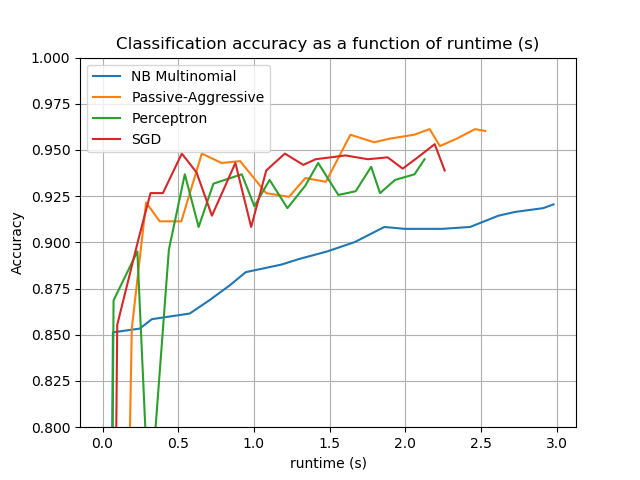 Classification accuracy as a function of runtime (s)
NB Multinomial
Passive-Aggressive
Perceptron
SGD
1.000
0.975
0.950
0.925
0.900
0.875
0.850
0.825
0.800
Accuracy
0.0 0.5 1.0 1.5 2.0 2.5 3.0
runtime (s)